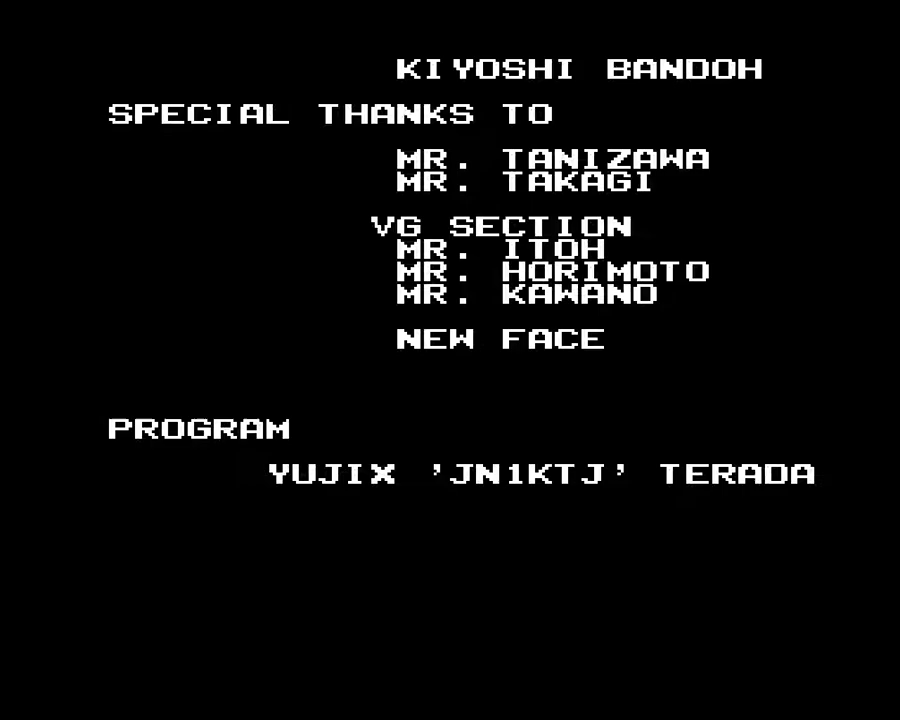 KIYOSHI BANDOH
SPECIAL THANKS TO
MR. TANIZAWA
MR. TAKAGI
VG SECTION
MR. ITOH
MR. HORIMOTO
MR. KAWANO
NEW FACE
PROGRAM
YUJIX 'JN1KTJ' TERADA